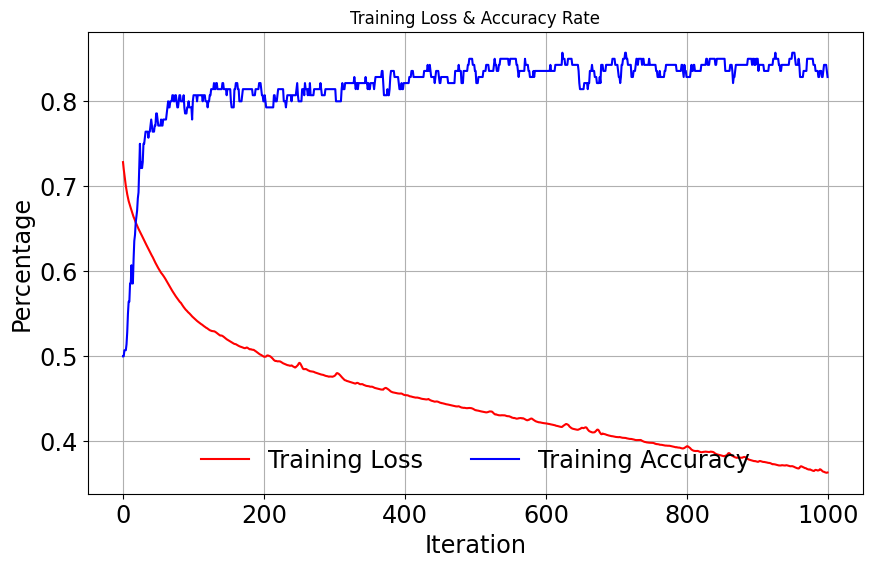 Training Loss & Accuracy Rate
Percentage
0.8
0.7
0.6
0.5
0.4
Training Loss
Training Accuracy
0 200 400 600 800 1000
Iteration